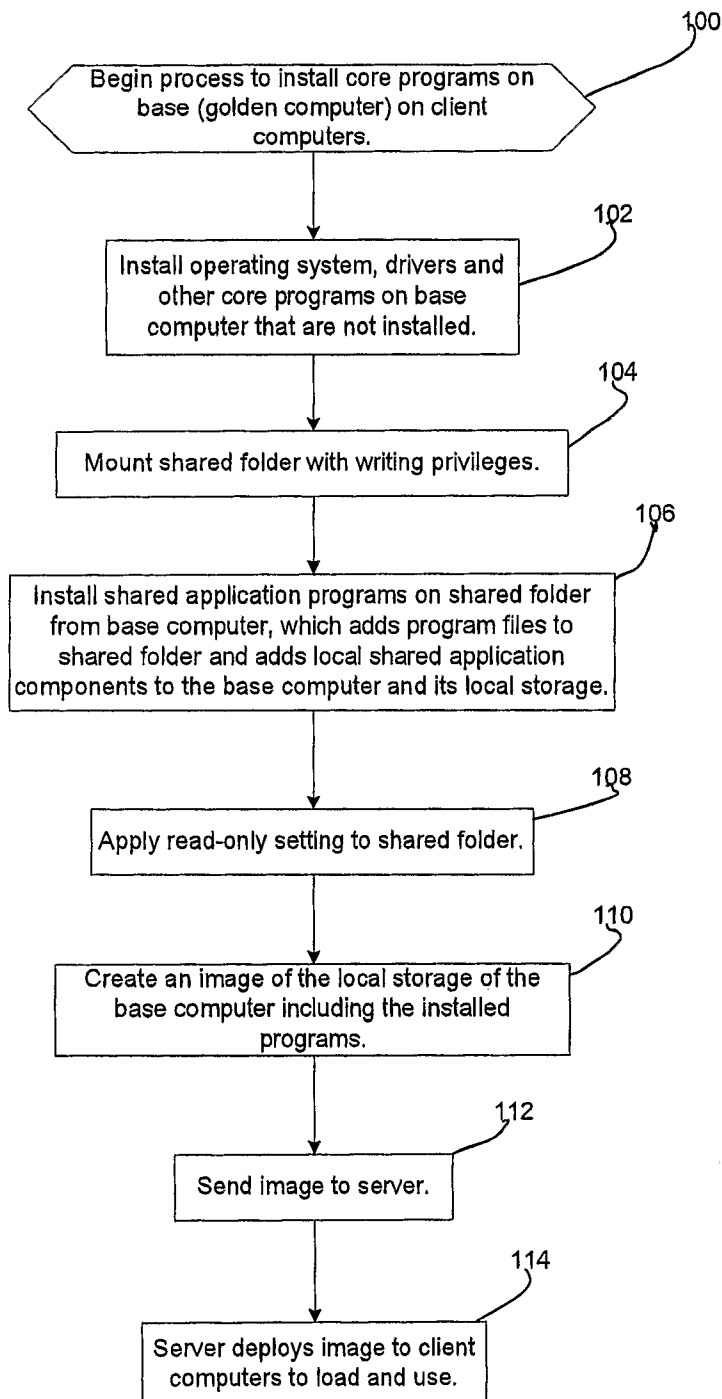 100
Begin process to install core programs on
base (golden computer) on client
computers.
102
Install operating system, drivers and
other core programs on base
computer that are not installed.
104
Mount shared folder with writing privileges.
106
Install shared application programs on shared folder
from base computer, which adds program files to
shared folder and adds local shared application
components to the base computer and its local storage.
108
Apply read-only setting to shared folder.
110
Create an image of the local storage of the
base computer including the installed
programs.
112
Send image to server.
114
Server deploys image to client
computers to load and use.